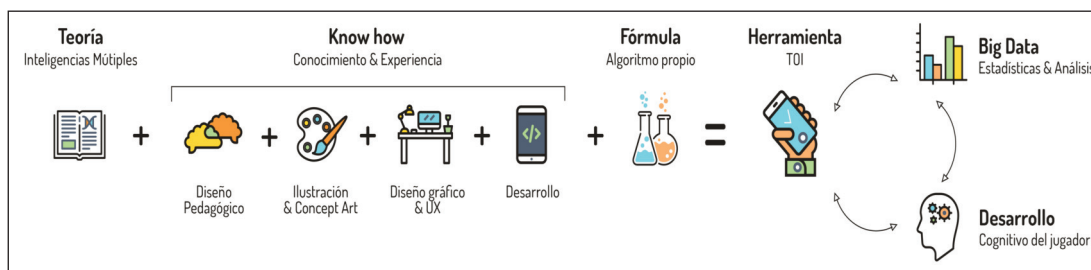 Teoría
Inteligencias Mútiples
Know how
Conocimiento & Experiencia
Fórmula
Algoritmo propio
Herramienta
TOI
Big Data
Estadísticas & Análisis
+
+
+
+
</>
+
=
Diseño
Pedagógico
Ilustración
& Concept Art
Diseño gráfico
& UX
Desarrollo
Desarrollo
Cognitivo del jugador